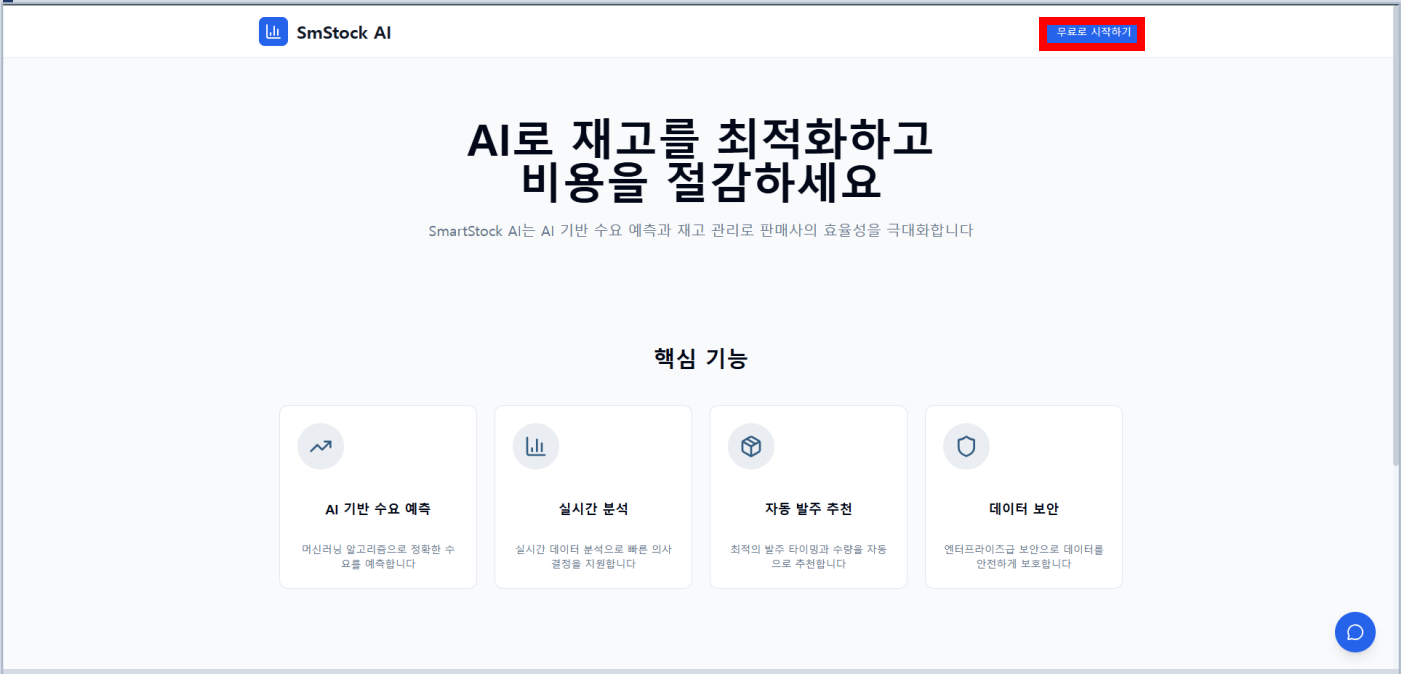 SmStock AI
무료로 시작하기
AI로 재고를 최적화하고
비용을 절감하세요
SmartStock AI는 AI 기반 수요 예측과 재고 관리로 판매사의 효율성을 극대화합니다
핵심 기능
AI 기반 수요 예측
머신러닝 알고리즘으로 정확한 수
요를 예측합니다
실시간 분석
실시간 데이터 분석으로 빠른 의사
결정을 지원합니다
자동 발주 추천
최적의 발주 타이밍과 수량을 자동
으로 추천합니다
데이터 보안
엔터프라이즈급 보안으로 데이터를
안전하게 보호합니다